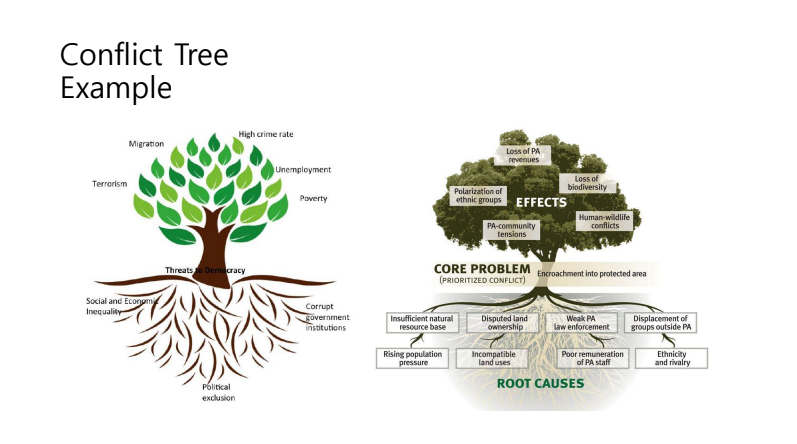 Conflict Tree
Example
High crime rate
Migration
Unemployment
Terrorism
Poverty
Threats to Democracy
Social and Economic
Inequality
Corrupt
government
institutions
Political
exclusion
Loss of PA
revenues
Loss of
biodiversity
Polarization of
ethnic groups
EFFECTS
Human-wildlife
conflicts
PA-community
tensions
CORE PROBLEM
(PRIORITIZED CONFLICT)
Encroachment into protected area
Insufficient natural
resource base
Disputed land
ownership
Weak PA
law enforcement
Displacement of
groups outside PA
Rising population
pressure
Incompatible
land uses
Poor remuneration
of PA staff
Ethnicity
and rivalry
ROOT CAUSES